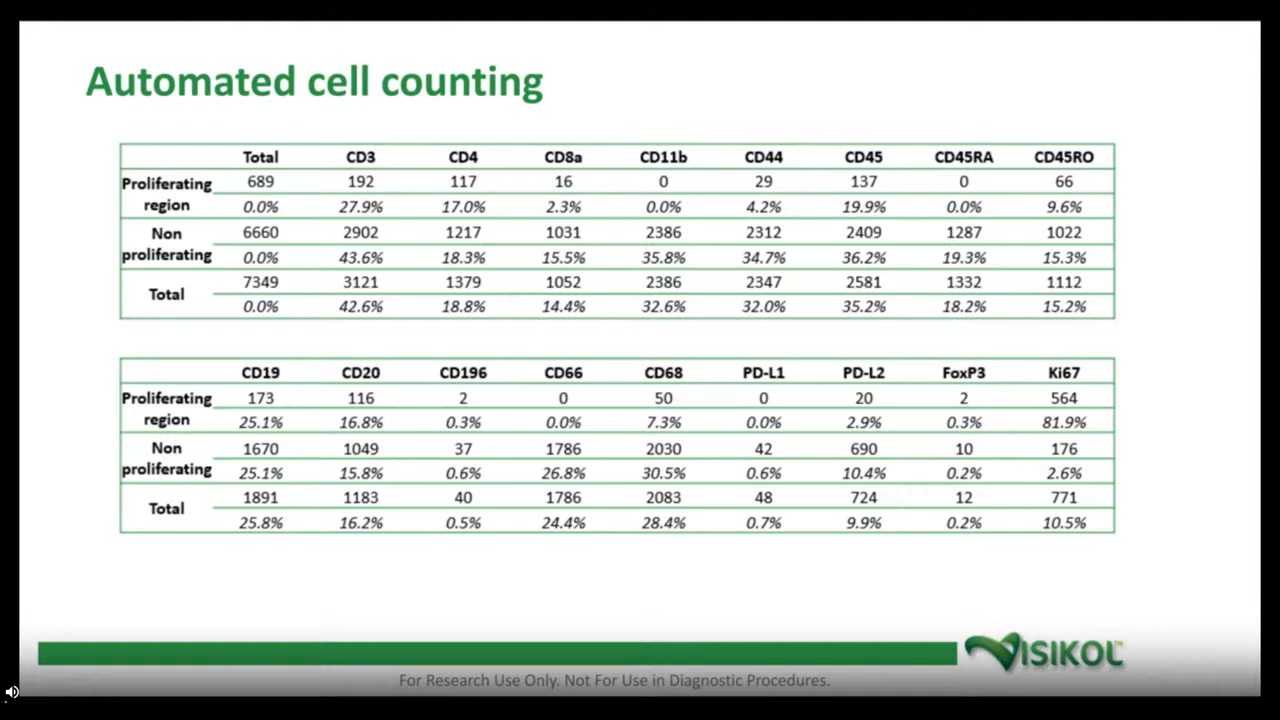 Automated cell counting
Total CD3 CD4 CD8a CD11b CD44 CD45 CD45RA CD45RO
Proliferating region 689 192 117 16 0 29 137 0 66
0.0% 27.9% 17.0% 2.3% 0.0% 4.2% 19.9% 0.0% 9.6%
Non proliferating 6660 2902 1217 1031 2386 2312 2409 1287 1022
0.0% 43.6% 18.3% 15.5% 35.8% 34.7% 36.2% 19.3% 15.3%
Total 7349 3121 1379 1052 2386 2347 2581 1332 1112
0.0% 42.6% 18.8% 14.4% 32.6% 32.0% 35.2% 18.2% 15.2%
CD19 CD20 CD196 CD66 CD68 PD-L1 PD-L2 FoxP3 Ki67
Proliferating region 173 116 2 0 50 0 20 2 564
25.1% 16.8% 0.3% 0.0% 7.3% 0.0% 2.9% 0.3% 81.9%
Non proliferating 1670 1049 37 1786 2030 42 690 10 176
25.1% 15.8% 0.6% 26.8% 30.5% 0.6% 10.4% 0.2% 2.6%
Total 1891 1183 40 1786 2083 48 724 12 771
25.8% 16.2% 0.5% 24.4% 28.4% 0.7% 9.9% 0.2% 10.5%
VISIKOL™
For Research Use Only. Not For Use in Diagnostic Procedures.